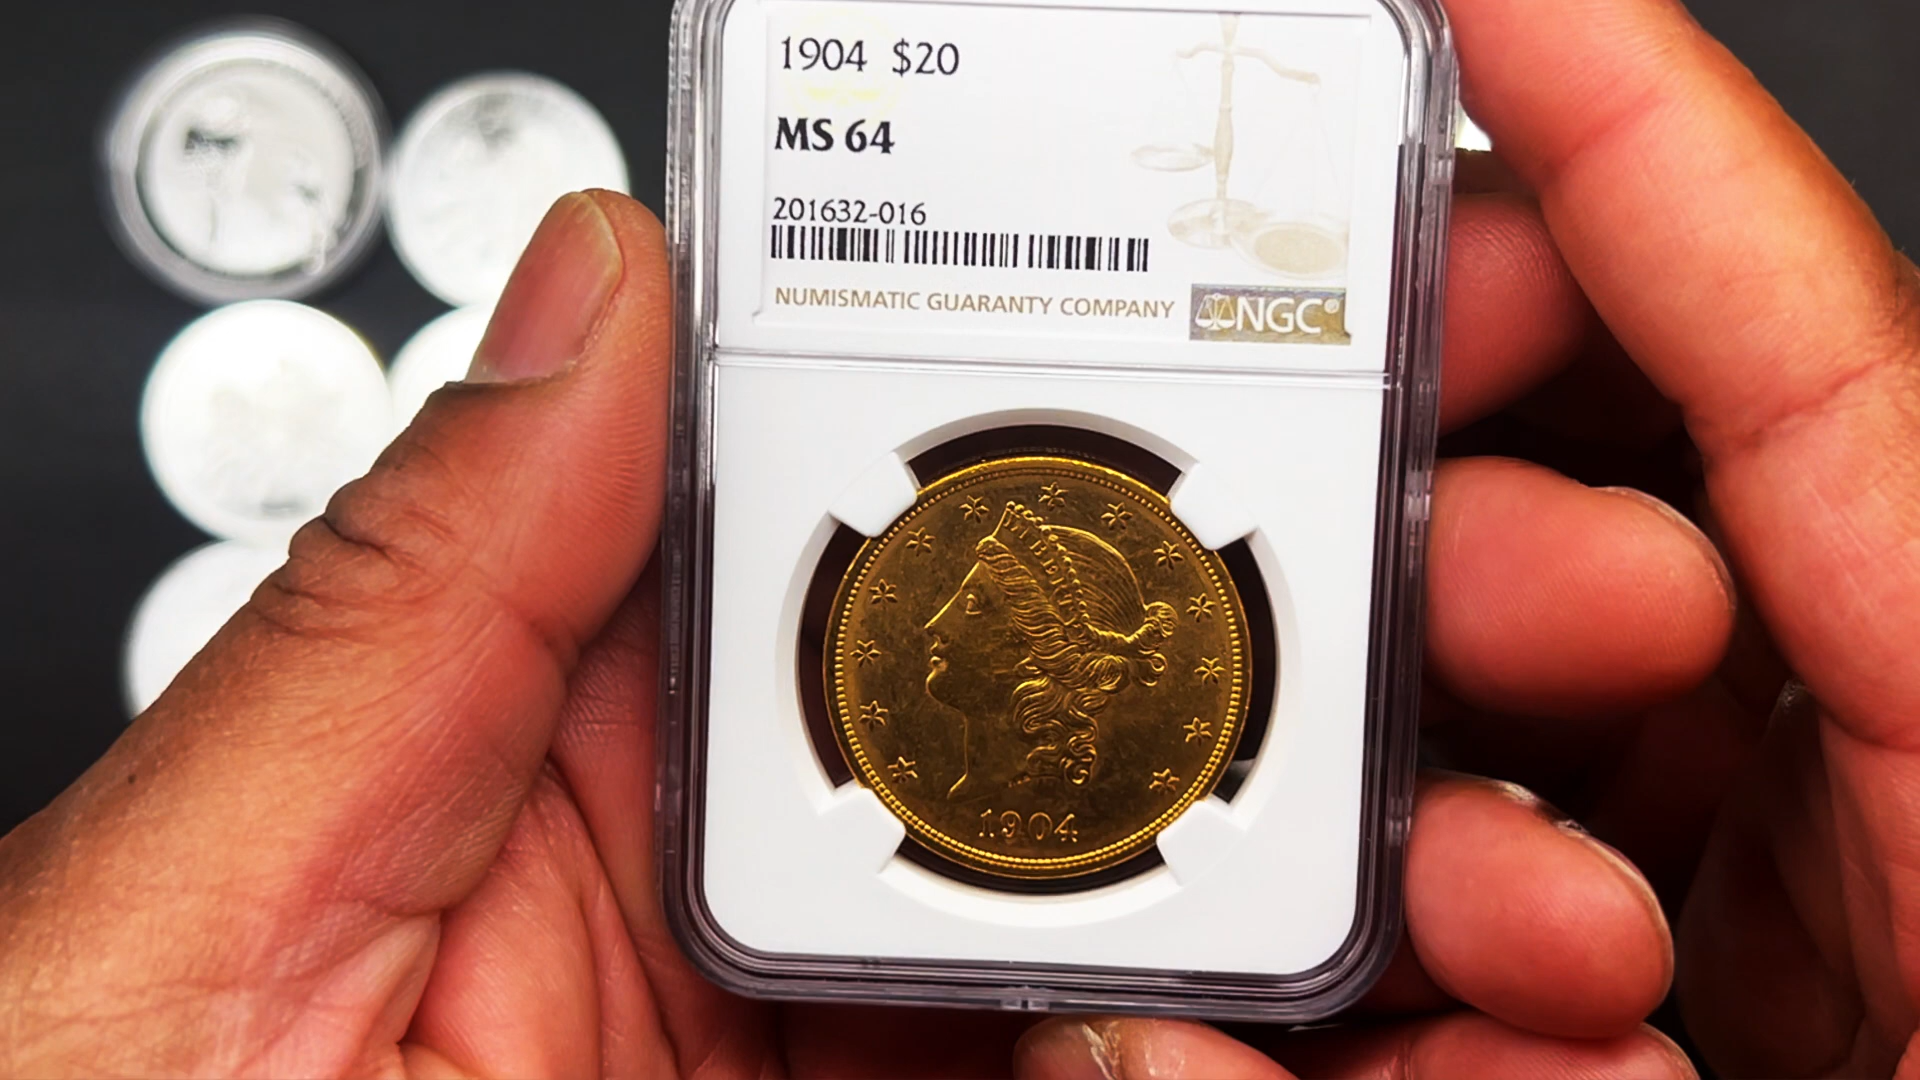 1904 $20
MS 64
201632-016
NUMISMATIC GUARANTY COMPANY
NGC®
LIBERTY
1904